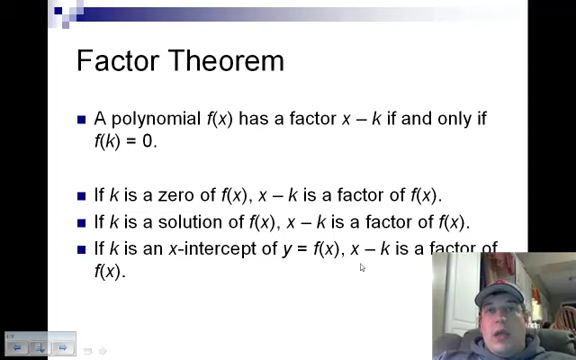 Factor Theorem
A polynomial f(x) has a factor x – k if and only if
f(k) = 0.
If k is a zero of f(x), x – k is a factor of f(x).
If k is a solution of f(x), x – k is a factor of f(x).
If k is an x-intercept of y = f(x), x – k is a factor of
f(x).